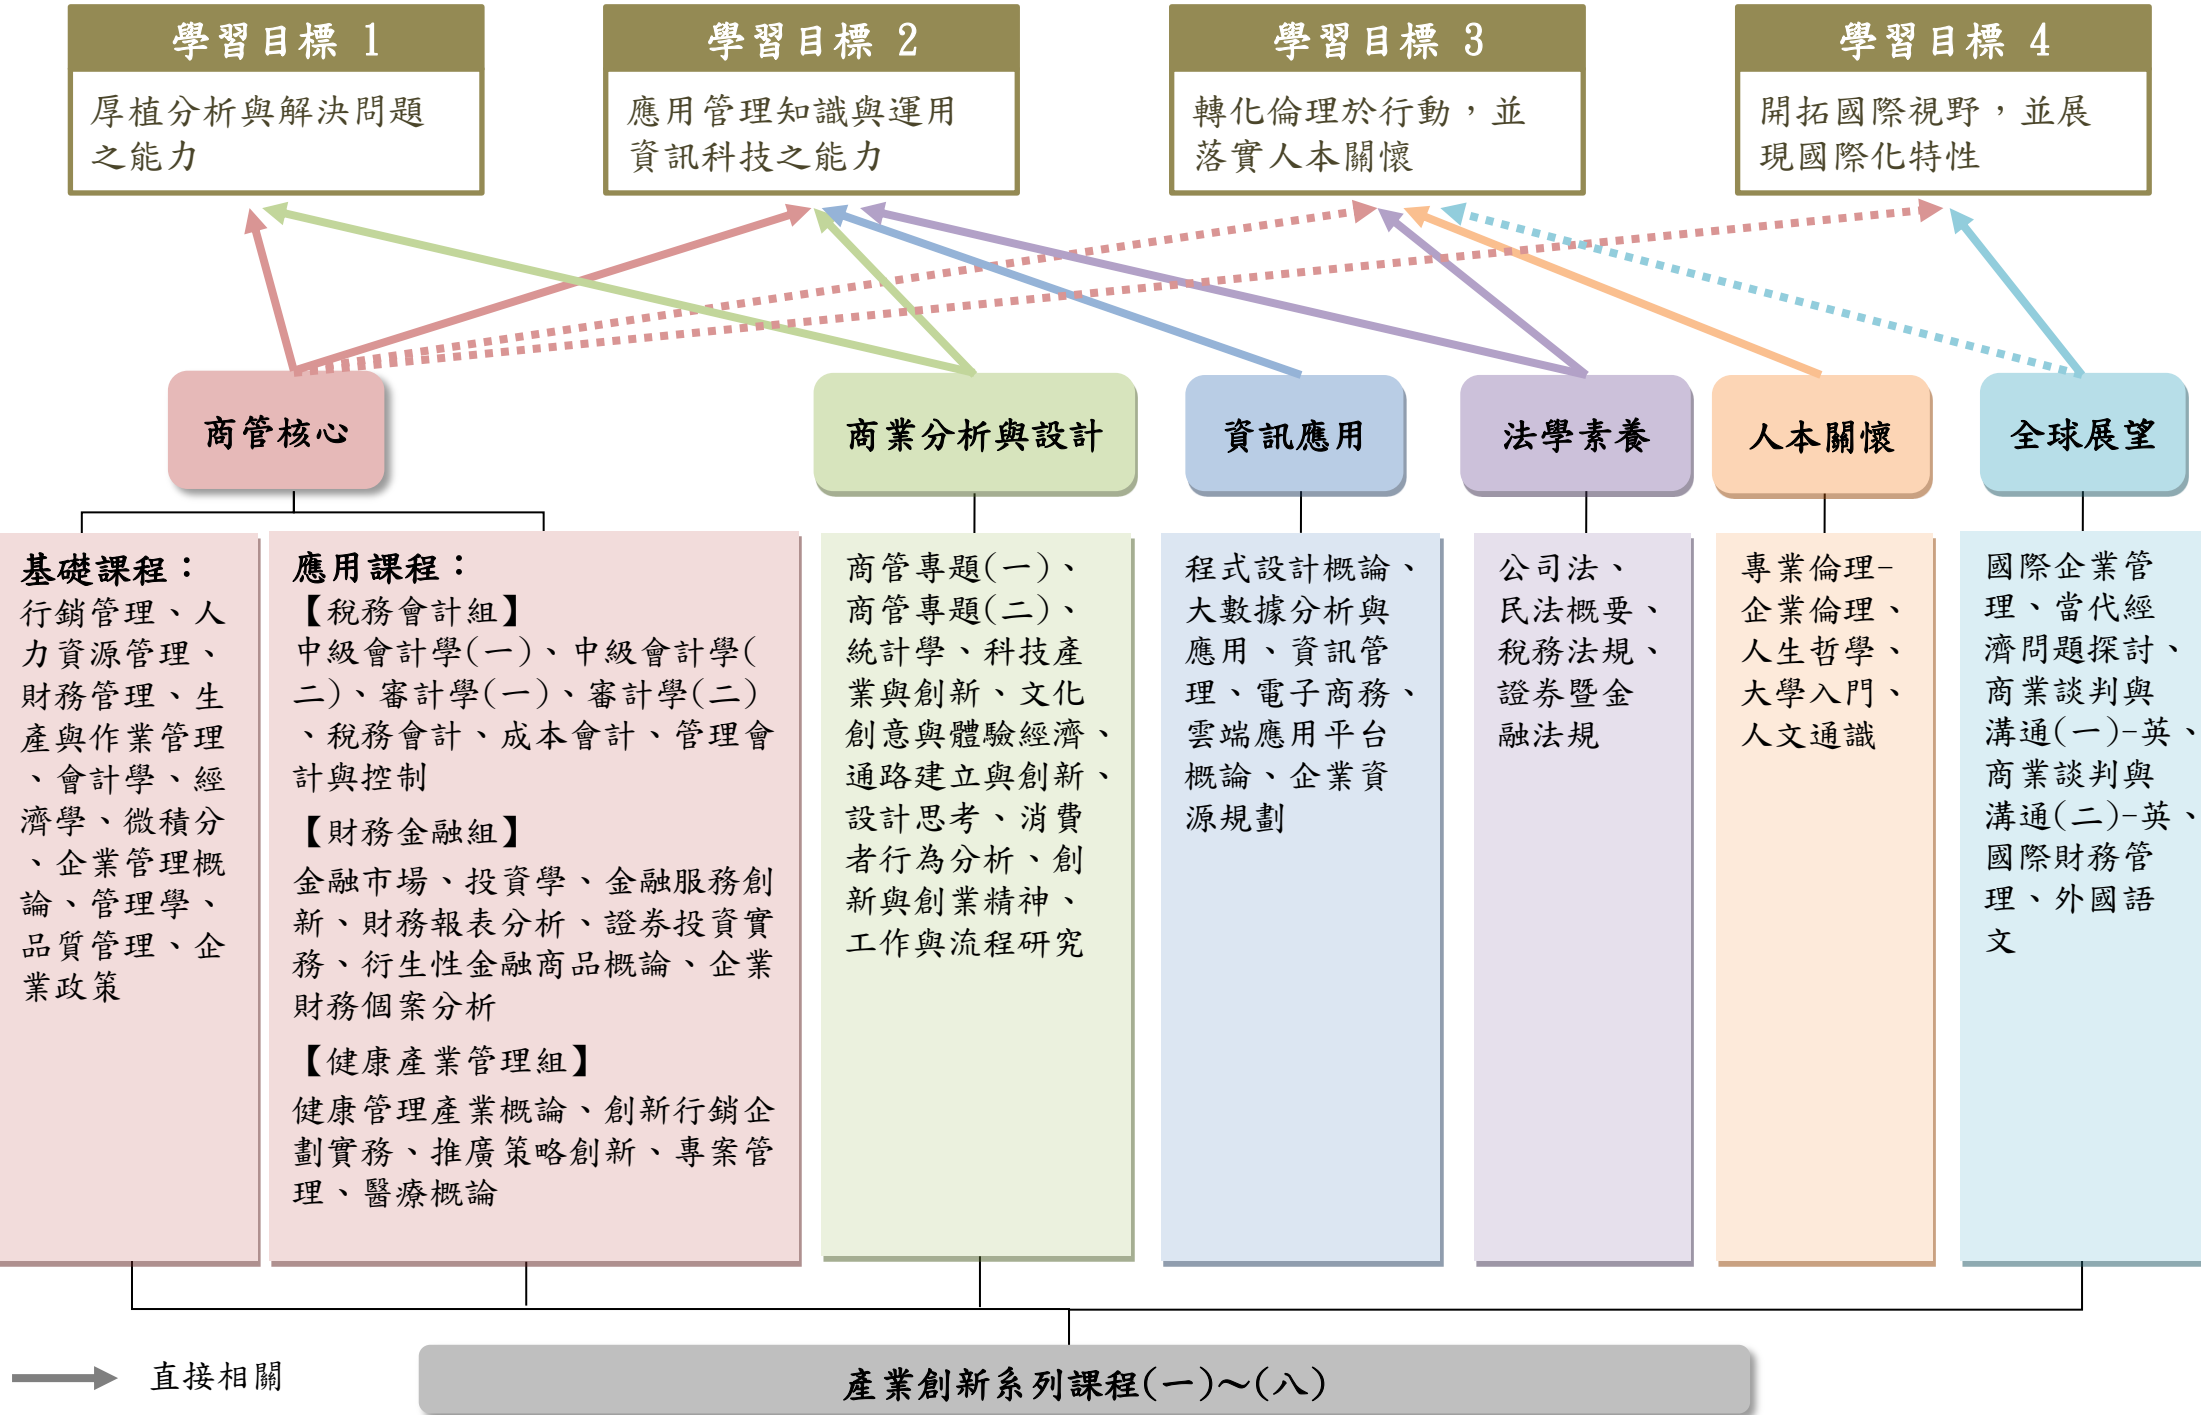 學習目標 1
厚植分析與解決問題
之能力
學習目標 2
應用管理知識與運用
資訊科技之能力
學習目標 3
轉化倫理於行動，並
落實人本關懷
學習目標 4
開拓國際視野，並展
現國際化特性
商管核心
商業分析與設計
資訊應用
法學素養
人本關懷
全球展望
基礎課程：
行銷管理、人
力資源管理、
財務管理、生
產與作業管理
、會計學、經
濟學、微積分
、企業管理概
論、管理學、
品質管理、企
業政策
應用課程：
【稅務會計組】
中級會計學(一)、中級會計學(
二)、審計學(一)、審計學(二)
、稅務會計、成本會計、管理會
計與控制
【財務金融組】
金融市場、投資學、金融服務創
新、財務報表分析、證券投資實
務、衍生性金融商品概論、企業
財務個案分析
【健康產業管理組】
健康管理產業概論、創新行銷企
劃實務、推廣策略創新、專案管
理、醫療概論
商管專題(一)、
商管專題(二)、
統計學、科技產
業與創新、文化
創意與體驗經濟、
通路建立與創新、
設計思考、消費
者行為分析、創
新與創業精神、
工作與流程研究
程式設計概論、
大數據分析與
應用、資訊管
理、電子商務、
雲端應用平台
概論、企業資
源規劃
公司法、
民法概要、
稅務法規、
證券暨金
融法規
專業倫理-
企業倫理、
人生哲學、
大學入門、
人文通識
國際企業管
理、當代經
濟問題探討、
商業談判與
溝通(一)-英、
商業談判與
溝通(二)-英、
國際財務管
理、外國語
文
直接相關
產業創新系列課程(一)～(八)